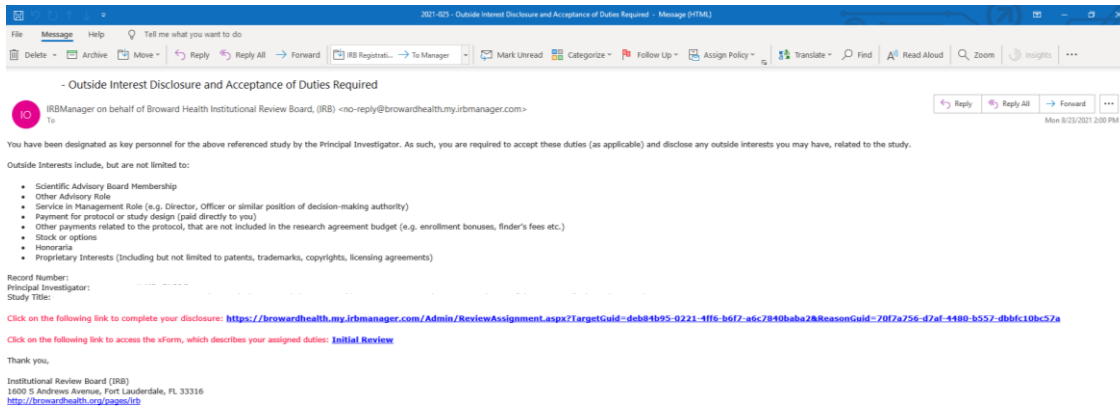 2021-025 - Outside Interest Disclosure and Acceptance of Duties Required - Message (HTML)
File Message Help Tell me what you want to do
Delete Archive Move Reply Reply All Forward IRB Registrati... To Manager Mark Unread Categorize Follow Up Assign Policy Translate Find Read Aloud Zoom Insights ...
- Outside Interest Disclosure and Acceptance of Duties Required
IO
IRBManager on behalf of Broward Health Institutional Review Board, (IRB) <no-reply@browardhealth.my.irbmanager.com>
To
Reply Reply All Forward ...
Mon 8/23/2021 2:00 PM
You have been designated as key personnel for the above referenced study by the Principal Investigator. As such, you are required to accept these duties (as applicable) and disclose any outside interests you may have, related to the study.
Outside Interests include, but are not limited to:
• Scientific Advisory Board Membership
• Other Advisory Role
• Service in Management Role (e.g. Director, Officer or similar position of decision-making authority)
• Payment for protocol or study design (paid directly to you)
• Other payments related to the protocol, that are not included in the research agreement budget (e.g. enrollment bonuses, finder's fees etc.)
• Stock or options
• Honoraria
• Proprietary Interests (Including but not limited to patents, trademarks, copyrights, licensing agreements)
Record Number:
Principal Investigator:
Study Title:
Click on the following link to complete your disclosure: https://browardhealth.my.irbmanager.com/Admin/ReviewAssignment.aspx?TargetGuid=deb84b95-0221-4ff6-b6f7-a6c7840baba2&ReasonGuid=70f7a756-d7af-4480-b557-dbbfc10bc57a
Click on the following link to access the xForm, which describes your assigned duties: Initial Review
Thank you,
Institutional Review Board (IRB)
1600 S Andrews Avenue, Fort Lauderdale, FL 33316
http://browardhealth.org/pages/irb